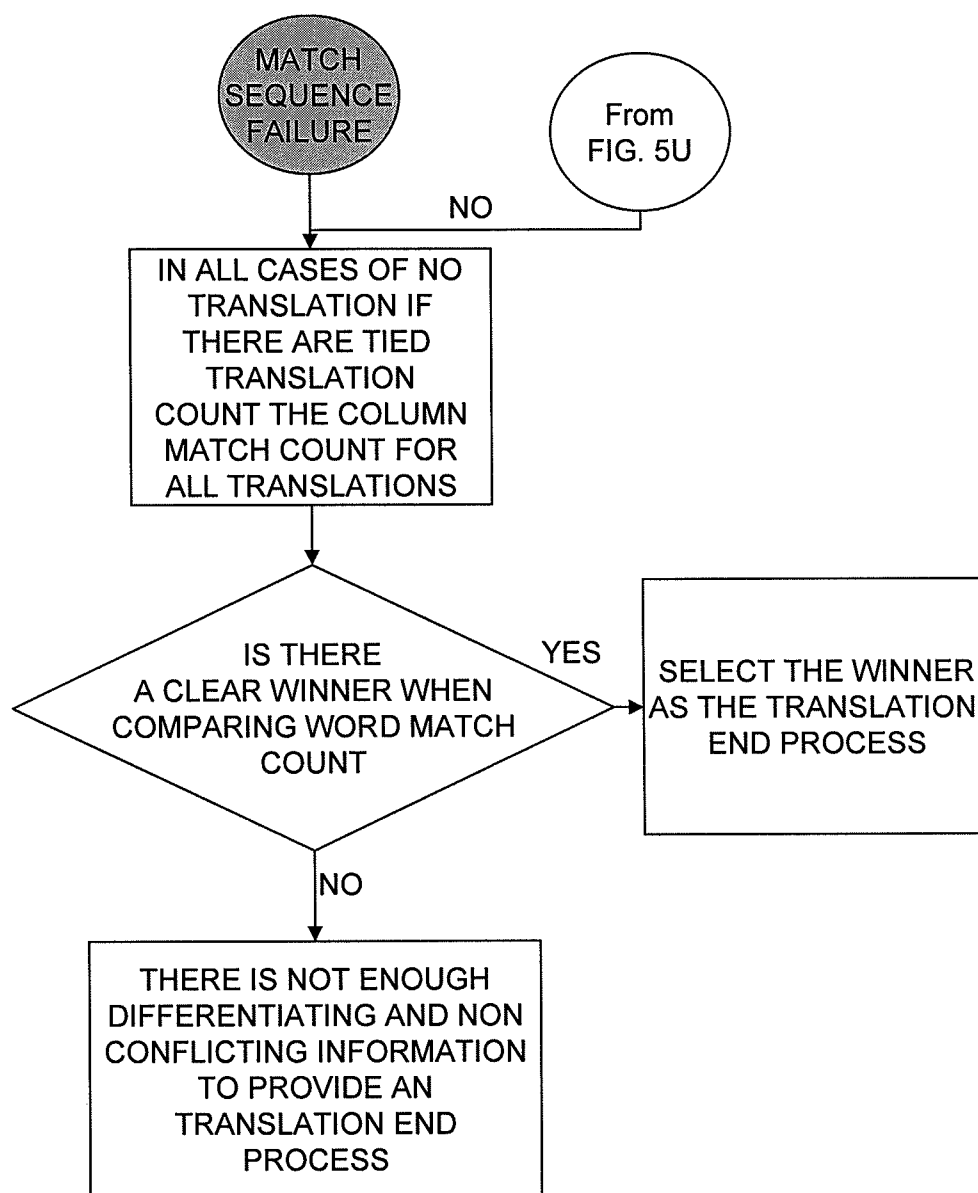 MATCH
SEQUENCE
FAILURE
From
FIG. 5U
NO
IN ALL CASES OF NO
TRANSLATION IF
THERE ARE TIED
TRANSLATION
COUNT THE COLUMN
MATCH COUNT FOR
ALL TRANSLATIONS
IS THERE
A CLEAR WINNER WHEN
COMPARING WORD MATCH
COUNT
YES
SELECT THE WINNER
AS THE TRANSLATION
END PROCESS
NO
THERE IS NOT ENOUGH
DIFFERENTIATING AND NON
CONFLICTING INFORMATION
TO PROVIDE AN
TRANSLATION END
PROCESS